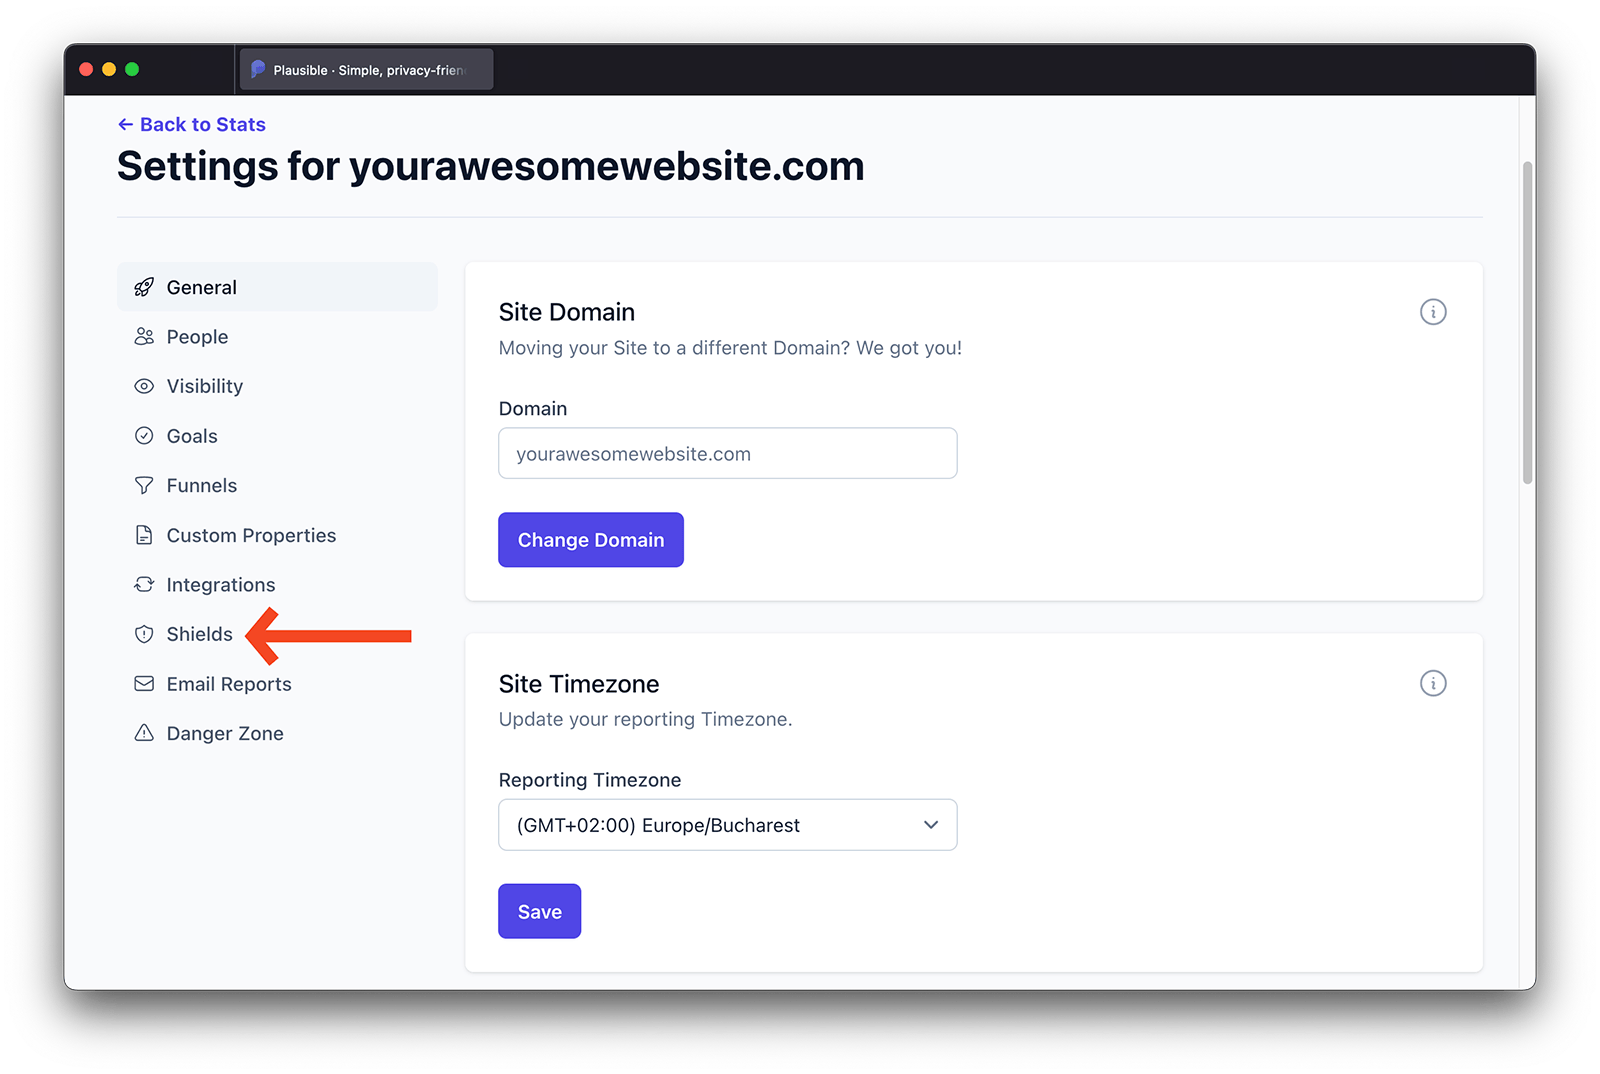 Plausible · Simple, privacy-frien
← Back to Stats
Settings for yourawesomewebsite.com
General
People
Visibility
Goals
Funnels
Custom Properties
Integrations
Shields
Email Reports
Danger Zone
Site Domain
Moving your Site to a different Domain? We got you!
Domain
yourawesomewebsite.com
Change Domain
Site Timezone
Update your reporting Timezone.
Reporting Timezone
(GMT+02:00) Europe/Bucharest
Save